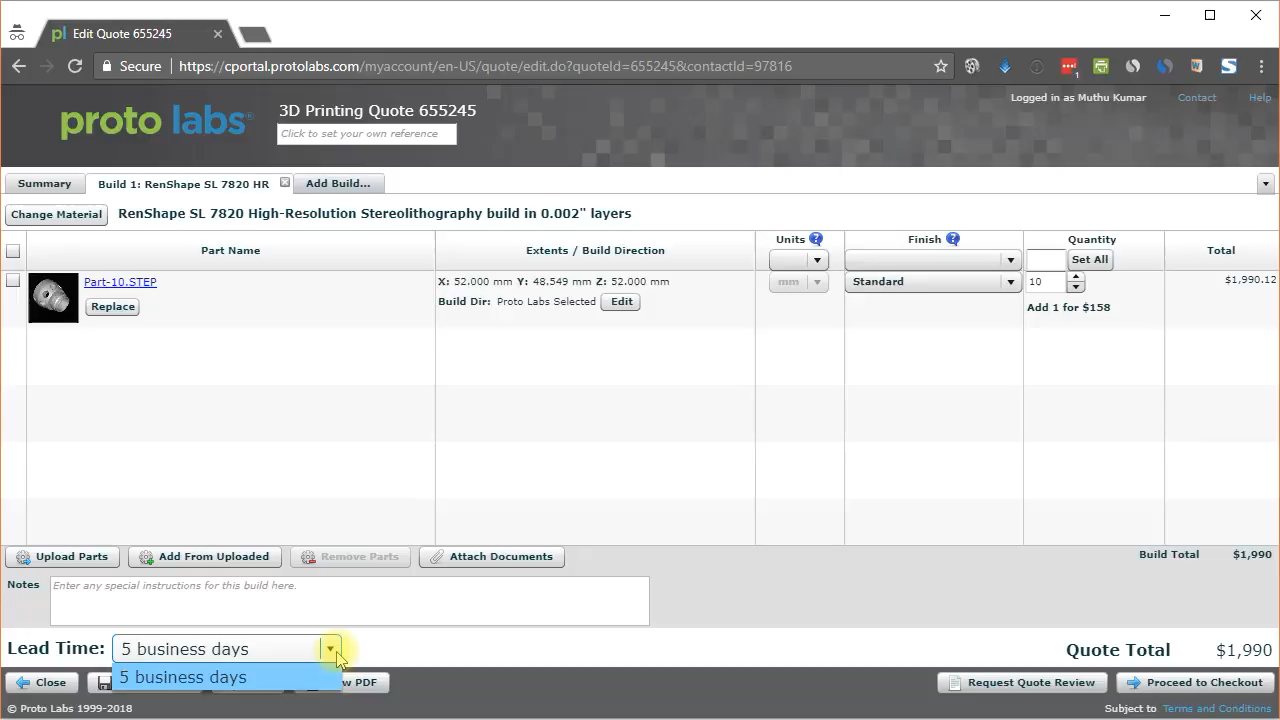 Edit Quote 655245
Secure
https://cportal.protolabs.com/myaccount/en-US/quote/edit.do?quoteId=655245&contactId=97816
proto labs®
3D Printing Quote 655245
Click to set your own reference
Logged in as Muthu Kumar
Contact
Help
Summary
Build 1: RenShape SL 7820 HR
Add Build...
Change Material
RenShape SL 7820 High-Resolution Stereolithography build in 0.002" layers
Part Name
Extents / Build Direction
Units ?
Finish ?
Quantity
Set All
Total
Part-10.STEP
Replace
X: 52.000 mm Y: 48.549 mm Z: 52.000 mm
Build Dir: Proto Labs Selected
Edit
mm
Standard
10
Add 1 for $158
$1,990.12
Upload Parts
Add From Uploaded
Remove Parts
Attach Documents
Build Total $1,990
Notes
Enter any special instructions for this build here.
Lead Time:
5 business days
5 business days
Quote Total $1,990
Close
PDF
Request Quote Review
Proceed to Checkout
© Proto Labs 1999-2018
Subject to Terms and Conditions